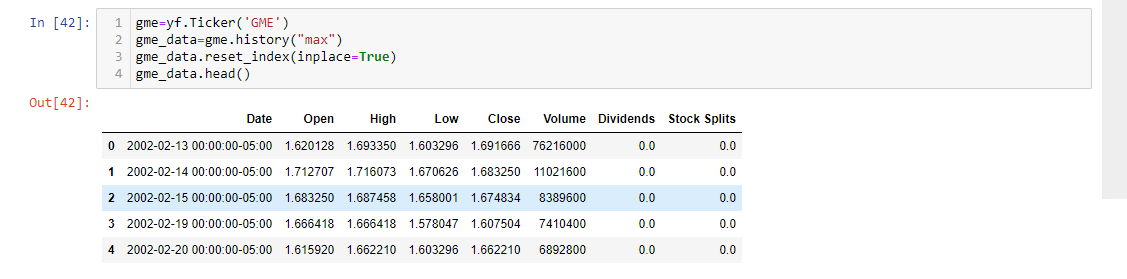 In [42]:
1 gme=yf.Ticker('GME')
2 gme_data=gme.history("max")
3 gme_data.reset_index(inplace=True)
4 gme_data.head()
Out[42]:
Date Open High Low Close Volume Dividends Stock Splits
0 2002-02-13 00:00:00-05:00 1.620128 1.693350 1.603296 1.691666 76216000 0.0 0.0
1 2002-02-14 00:00:00-05:00 1.712707 1.716073 1.670626 1.683250 11021600 0.0 0.0
2 2002-02-15 00:00:00-05:00 1.683250 1.687458 1.658001 1.674834 8389600 0.0 0.0
3 2002-02-19 00:00:00-05:00 1.666418 1.666418 1.578047 1.607504 7410400 0.0 0.0
4 2002-02-20 00:00:00-05:00 1.615920 1.662210 1.603296 1.662210 6892800 0.0 0.0